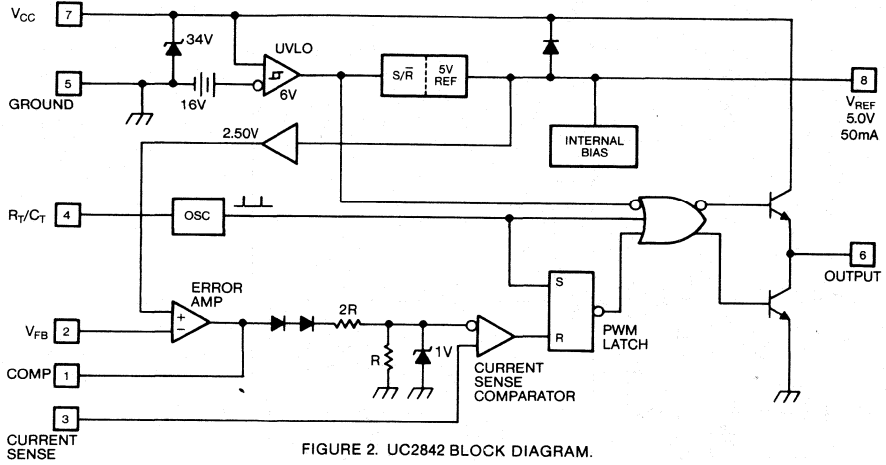 VCC 7
34V
UVLO
S/R̅ 5V REF
8
5
GROUND
16V
6V
VREF
5.0V
50mA
2.50V
INTERNAL
BIAS
RT/CT 4
OSC
6
OUTPUT
ERROR
AMP
S
2R
VFB 2
+
−
R
PWM
LATCH
R
1V
COMP 1
CURRENT
SENSE
COMPARATOR
3
CURRENT
SENSE
FIGURE 2. UC2842 BLOCK DIAGRAM.